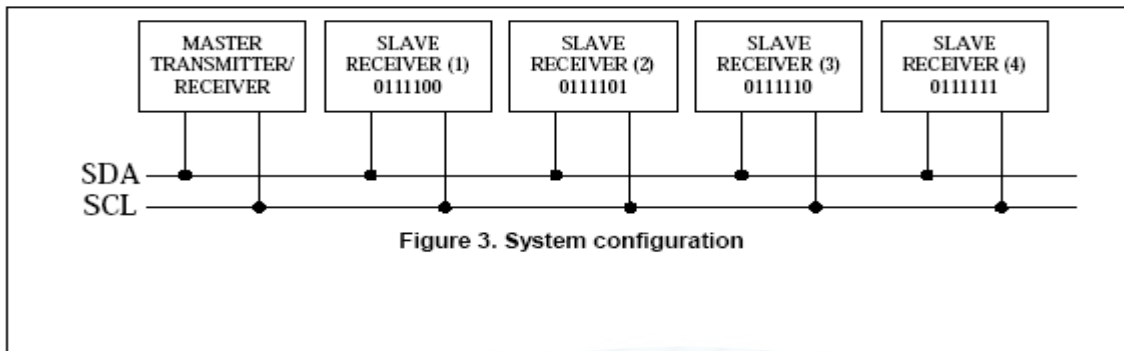 MASTER
TRANSMITTER/
RECEIVER
SLAVE
RECEIVER (1)
0111100
SLAVE
RECEIVER (2)
0111101
SLAVE
RECEIVER (3)
0111110
SLAVE
RECEIVER (4)
0111111
SDA
SCL
Figure 3. System configuration